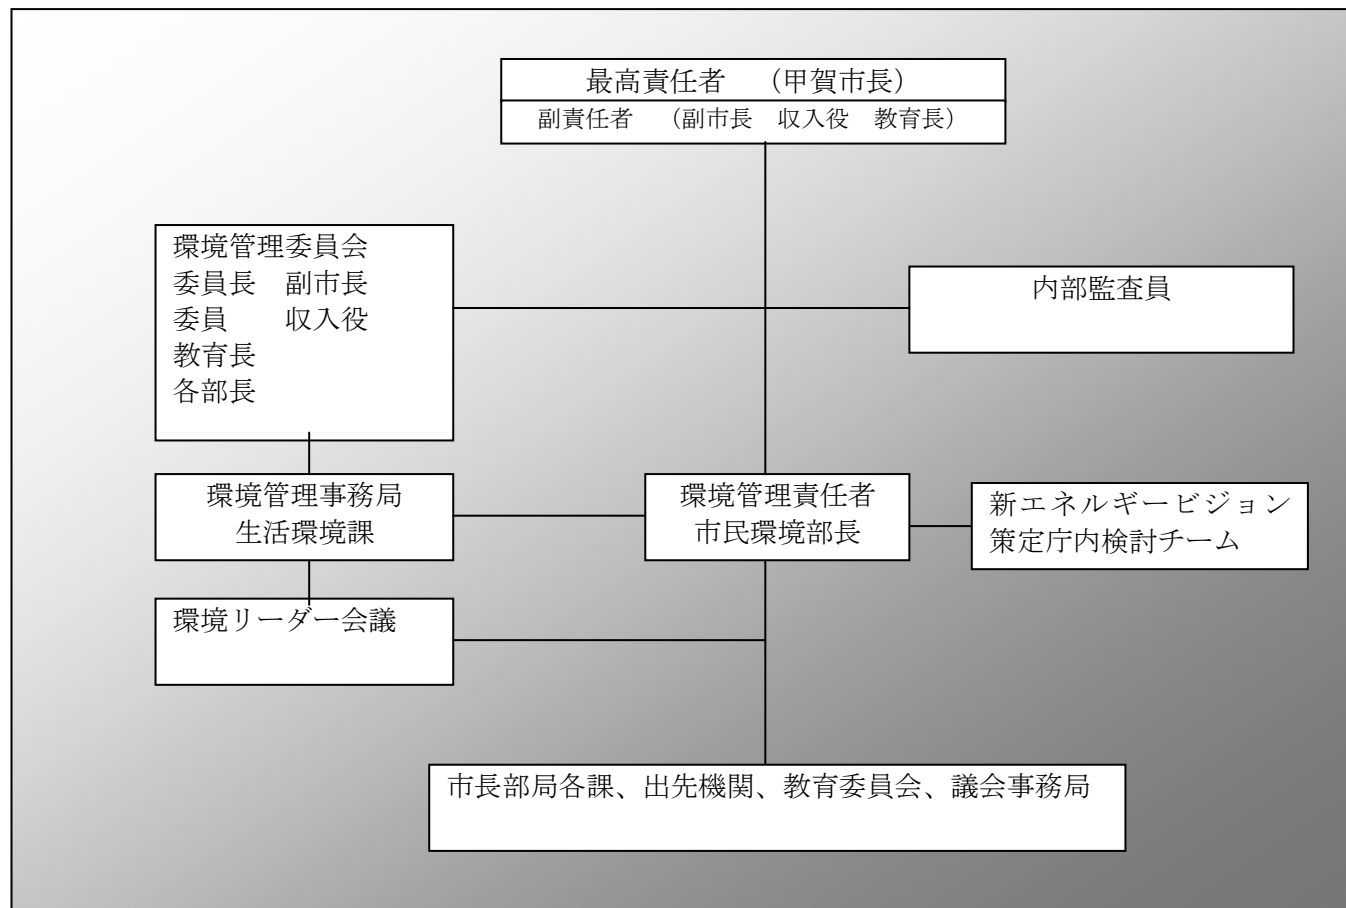 最高責任者　（甲賀市長）
副責任者　（副市長　収入役　教育長）
環境管理委員会
委員長　副市長
委員　　収入役
教育長
各部長
内部監査員
環境管理事務局
生活環境課
環境管理責任者
市民環境部長
新エネルギービジョン
策定庁内検討チーム
環境リーダー会議
市長部局各課、出先機関、教育委員会、議会事務局